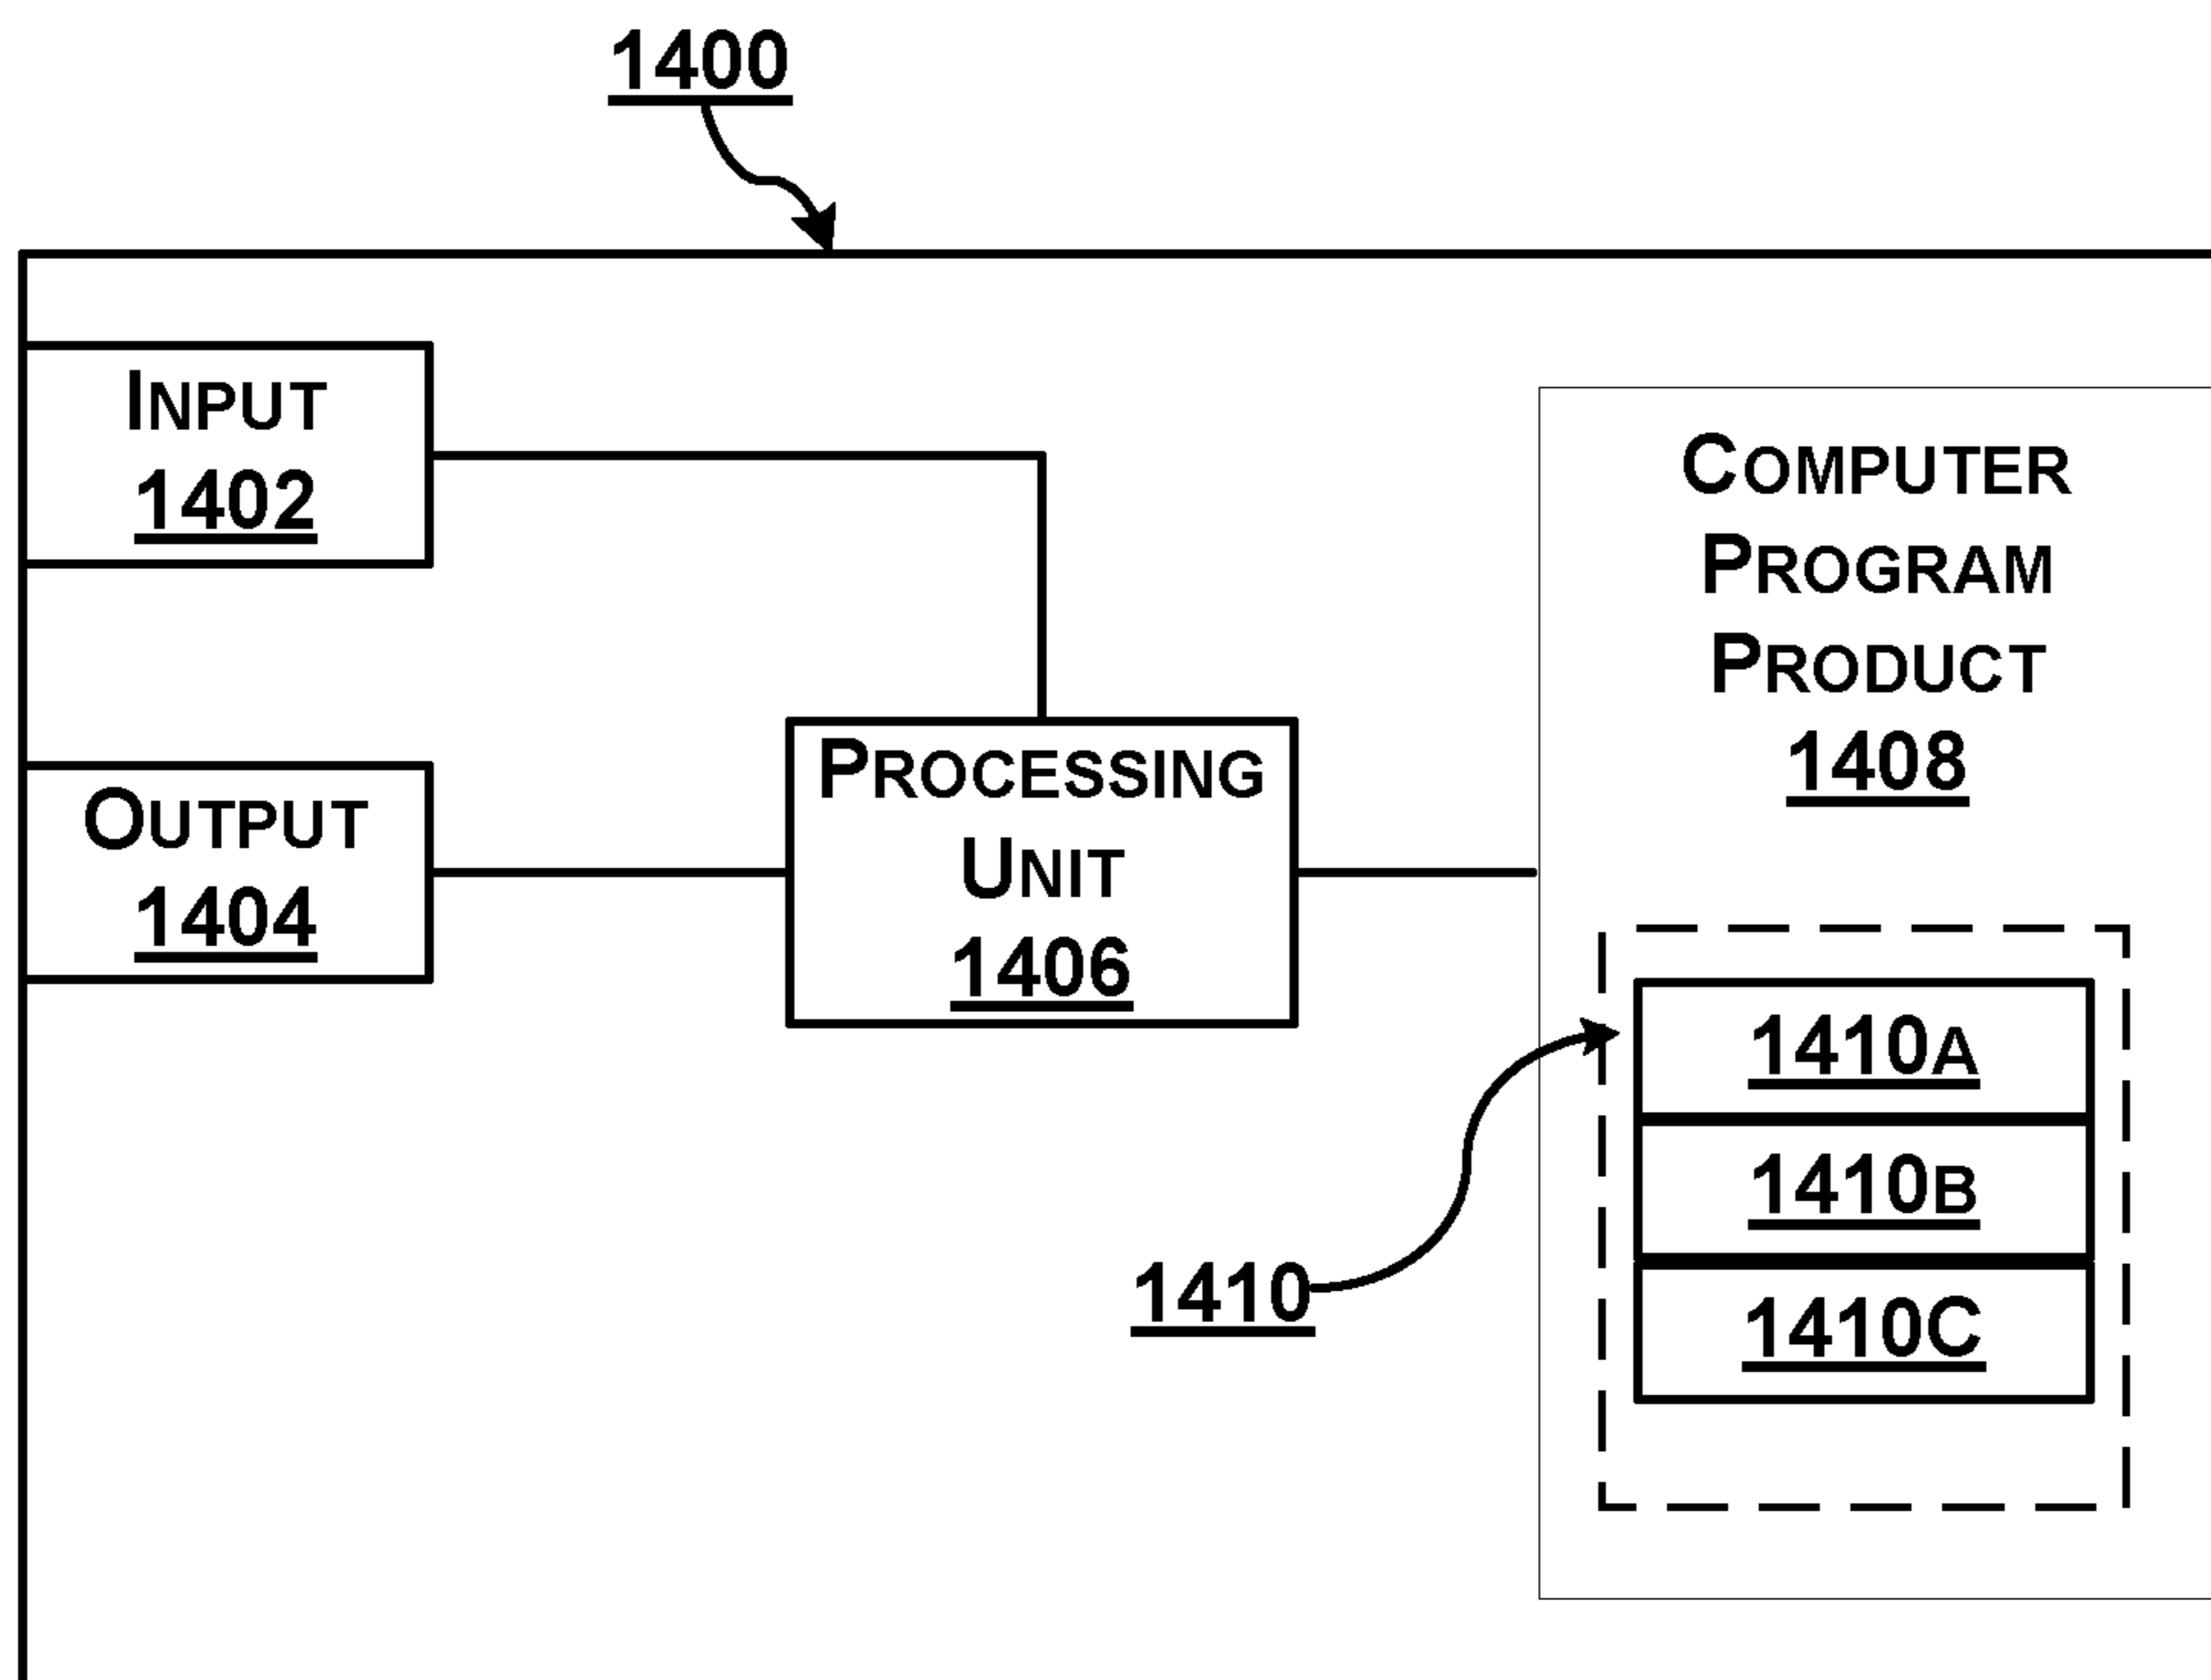 1400
INPUT
1402
OUTPUT
1404
PROCESSING
UNIT
1406
COMPUTER
PROGRAM
PRODUCT
1408
1410A
1410B
1410C
1410